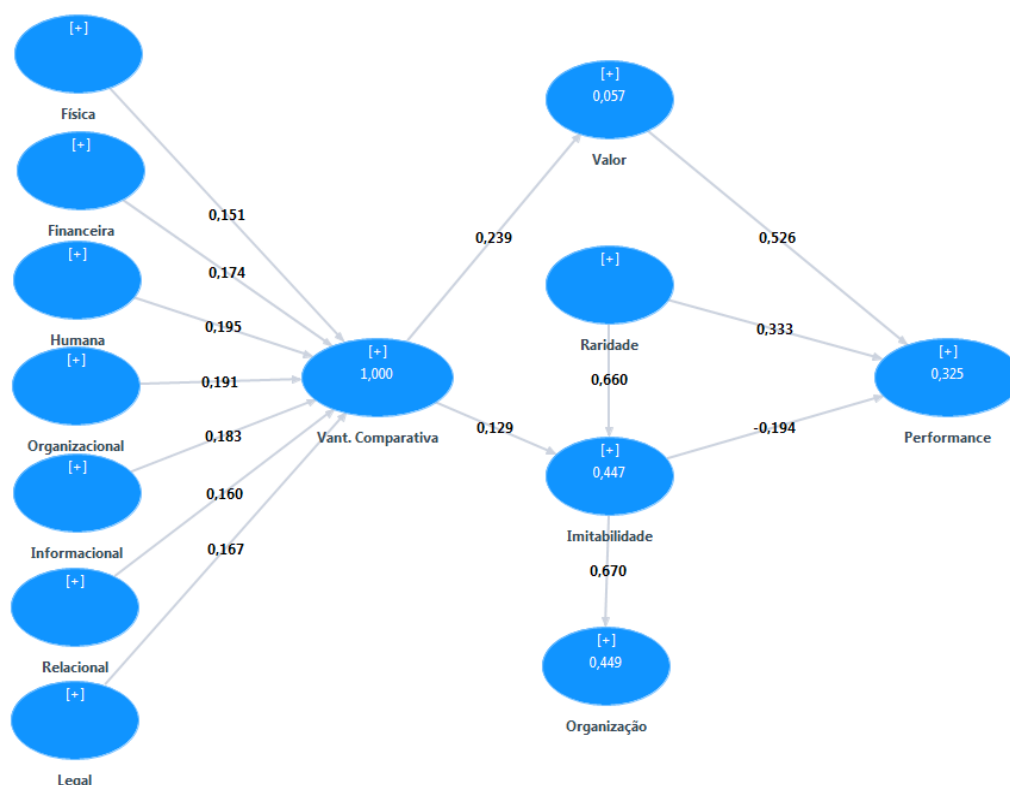 [+]
Física
[+]
Financeira
[+]
Humana
[+]
Organizacional
[+]
Informacional
[+]
Relacional
[+]
Legal
0,151
0,174
0,195
0,191
0,183
0,160
0,167
[+]
1,000
Vant. Comparativa
0,239
0,129
[+]
0,057
Valor
[+]
Raridade
0,660
[+]
0,447
Imitabilidade
0,670
[+]
0,449
Organização
0,526
0,333
-0,194
[+]
0,325
Performance